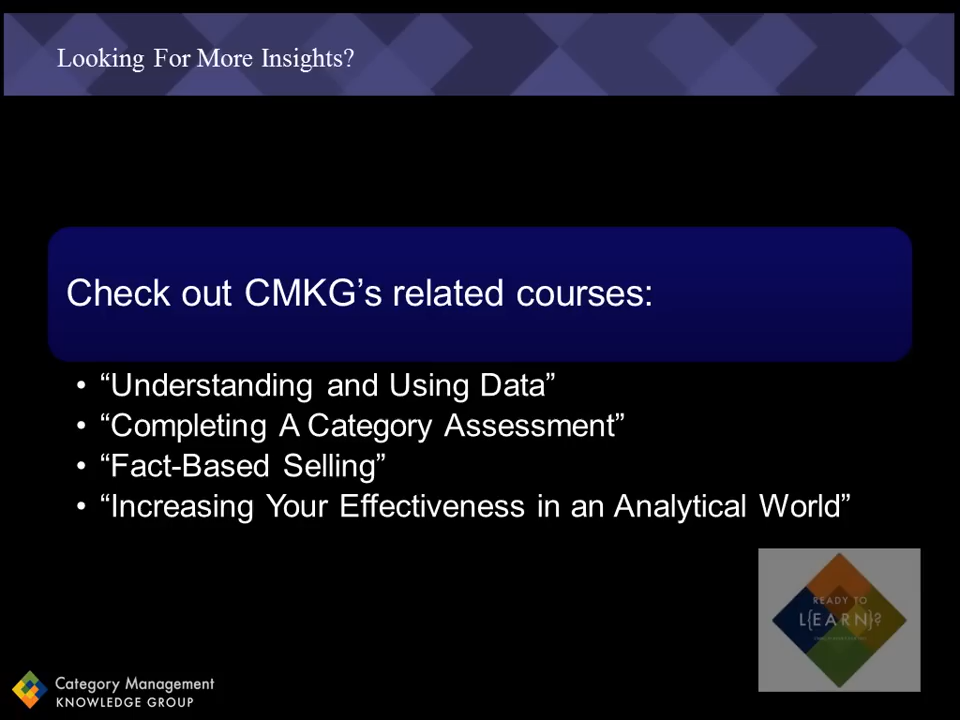 Looking For More Insights?
Check out CMKG’s related courses:
• “Understanding and Using Data”
• “Completing A Category Assessment”
• “Fact-Based Selling”
• “Increasing Your Effectiveness in an Analytical World”
READY TO
L{EARN}?
Category Management
KNOWLEDGE GROUP